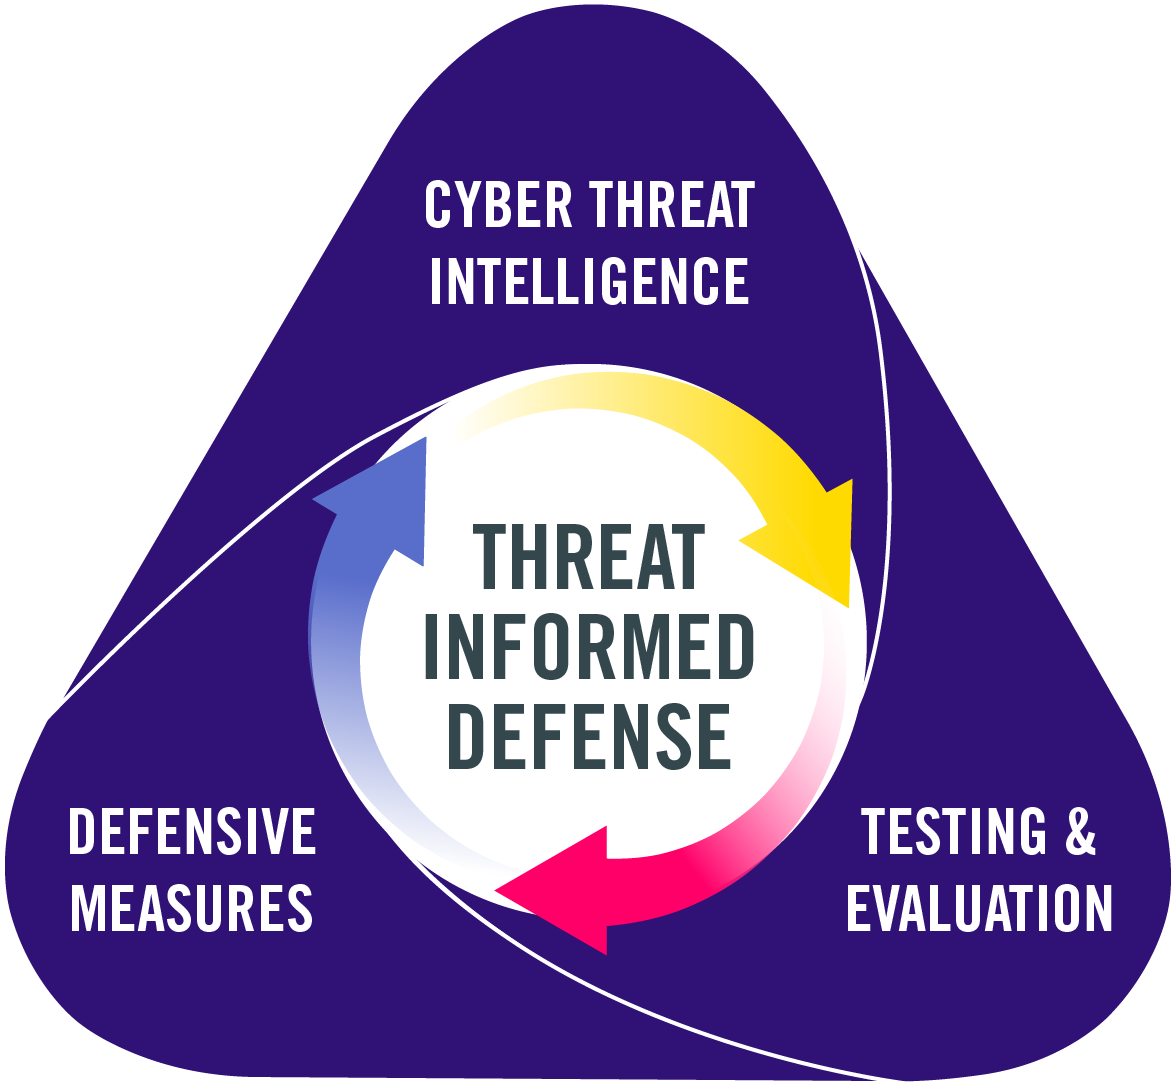 CYBER THREAT
INTELLIGENCE
THREAT
INFORMED
DEFENSE
DEFENSIVE
MEASURES
TESTING &
EVALUATION